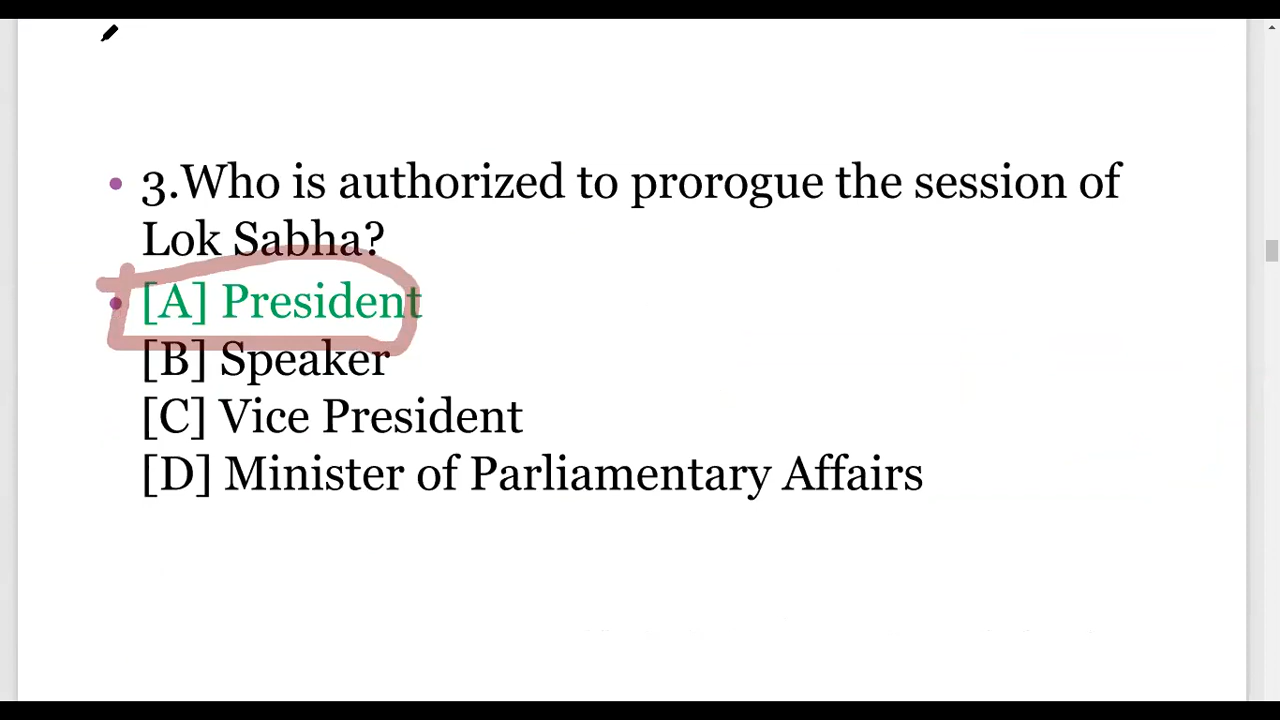 • 3.Who is authorized to prorogue the session of
Lok Sabha?
• [A] President
[B] Speaker
[C] Vice President
[D] Minister of Parliamentary Affairs